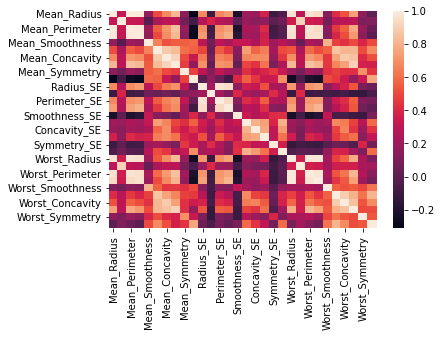 Mean_Radius
Mean_Perimeter
Mean_Smoothness
Mean_Concavity
Mean_Symmetry
Radius_SE
Perimeter_SE
Smoothness_SE
Concavity_SE
Symmetry_SE
Worst_Radius
Worst_Perimeter
Worst_Smoothness
Worst_Concavity
Worst_Symmetry
Mean_Radius
Mean_Perimeter
Mean_Smoothness
Mean_Concavity
Mean_Symmetry
Radius_SE
Perimeter_SE
Smoothness_SE
Concavity_SE
Symmetry_SE
Worst_Radius
Worst_Perimeter
Worst_Smoothness
Worst_Concavity
Worst_Symmetry
1.0
0.8
0.6
0.4
0.2
0.0
−0.2